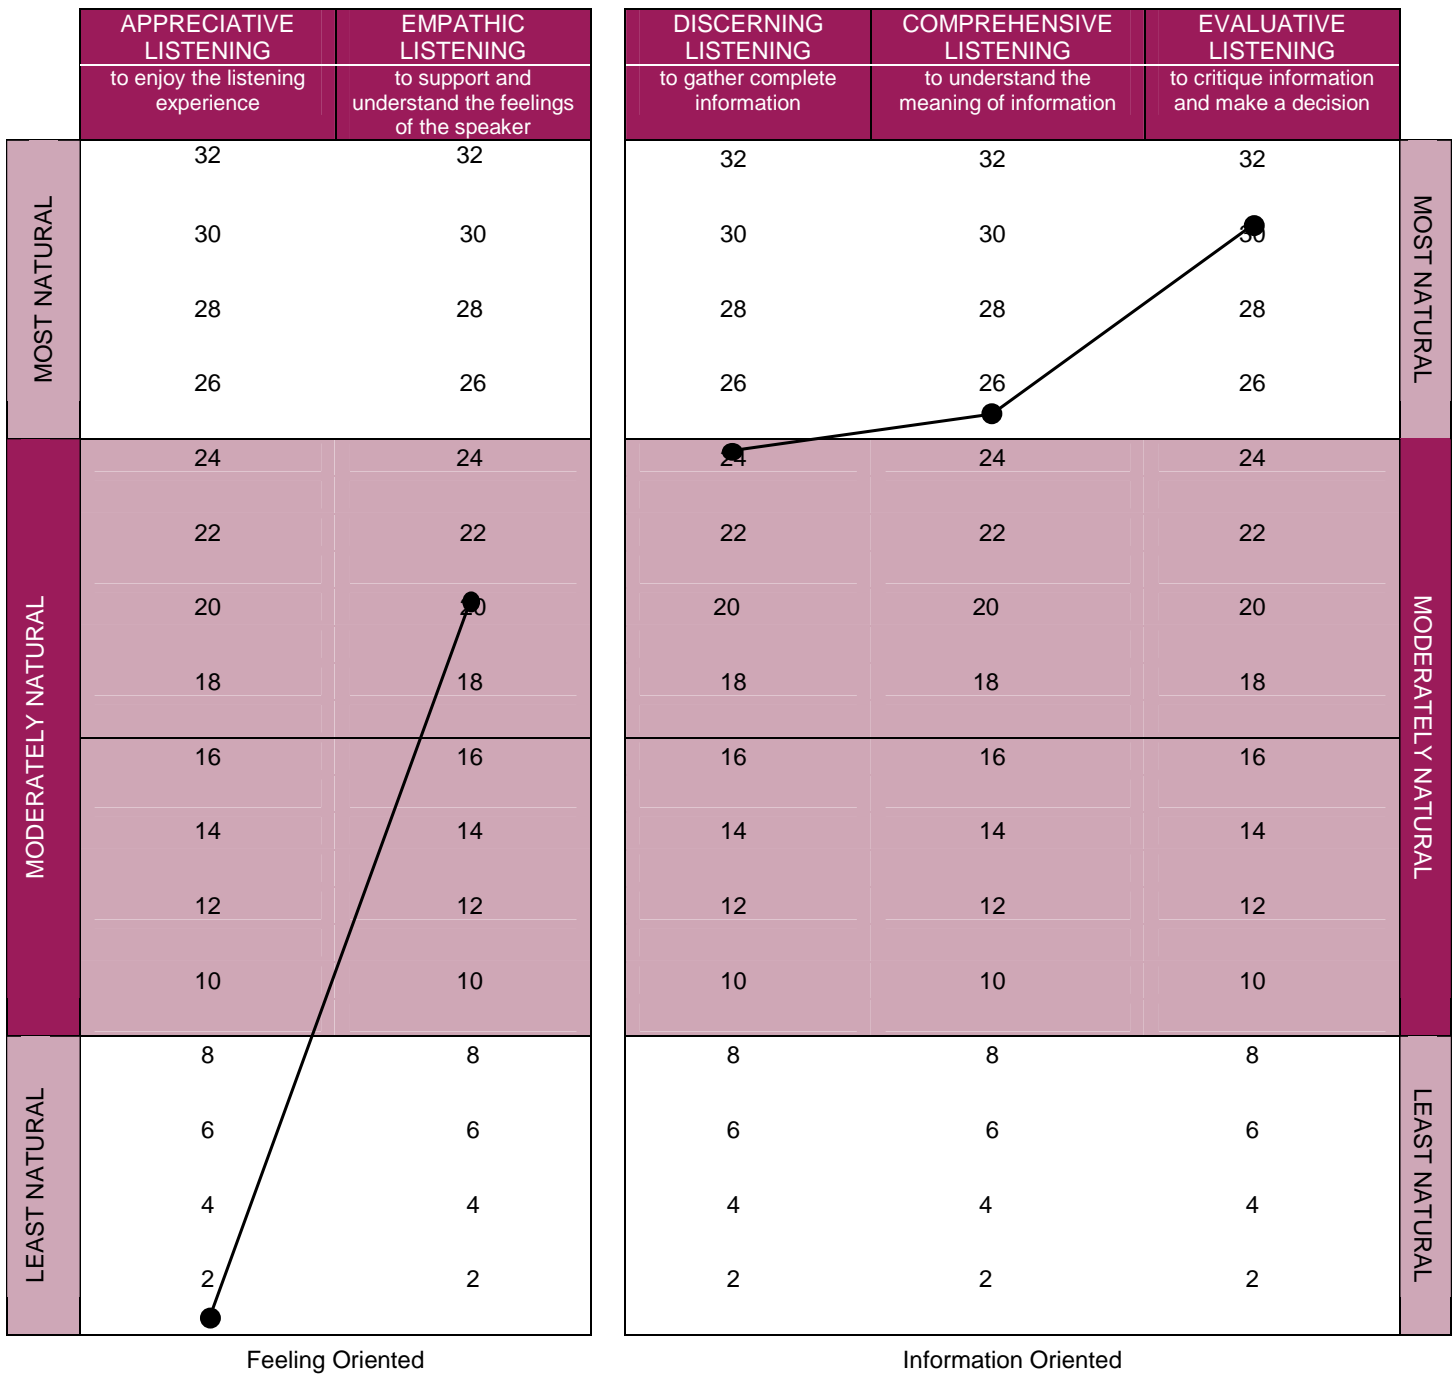 APPRECIATIVE LISTENING
to enjoy the listening experience
EMPATHIC LISTENING
to support and understand the feelings of the speaker
DISCERNING LISTENING
to gather complete information
COMPREHENSIVE LISTENING
to understand the meaning of information
EVALUATIVE LISTENING
to critique information and make a decision
MOST NATURAL
MODERATELY NATURAL
LEAST NATURAL
32 32 32 32 32
30 30 30 30 30
28 28 28 28 28
26 26 26 26 26
24 24 24 24 24
22 22 22 22 22
20 20 20 20 20
18 18 18 18 18
16 16 16 16 16
14 14 14 14 14
12 12 12 12 12
10 10 10 10 10
8 8 8 8 8
6 6 6 6 6
4 4 4 4 4
2 2 2 2 2
MOST NATURAL
MODERATELY NATURAL
LEAST NATURAL
Feeling Oriented
Information Oriented